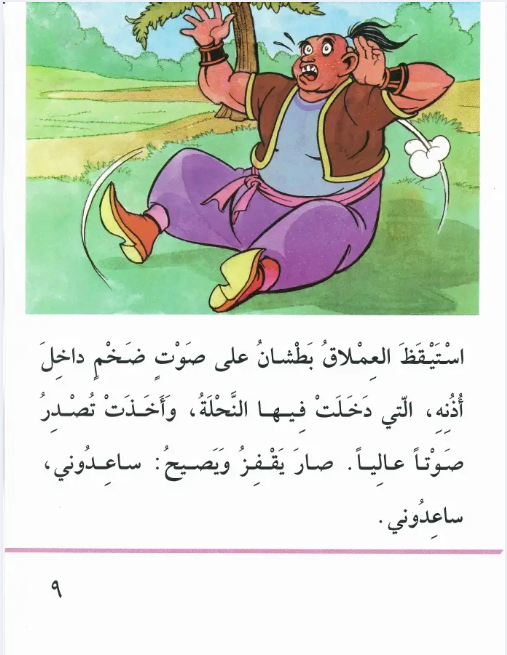 اسْتَيْقَظَ العِمْلاقُ بَطْشانُ على صَوْتٍ ضَخْمٍ داخِلَ
أُذُنِهِ، الّتي دَخَلَتْ فِيها النَّحْلَةُ، وَأَخَذَتْ تُصْدِرُ
صَوْتاً عالِياً. صارَ يَقْفِزُ وَيَصيحُ: ساعِدُوني،
ساعِدُوني.
٩